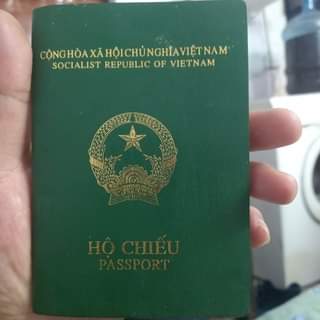 CỘNG HÒA XÃ HỘI CHỦ NGHĨA VIỆT NAM
SOCIALIST REPUBLIC OF VIETNAM
HỘ CHIẾU
PASSPORT